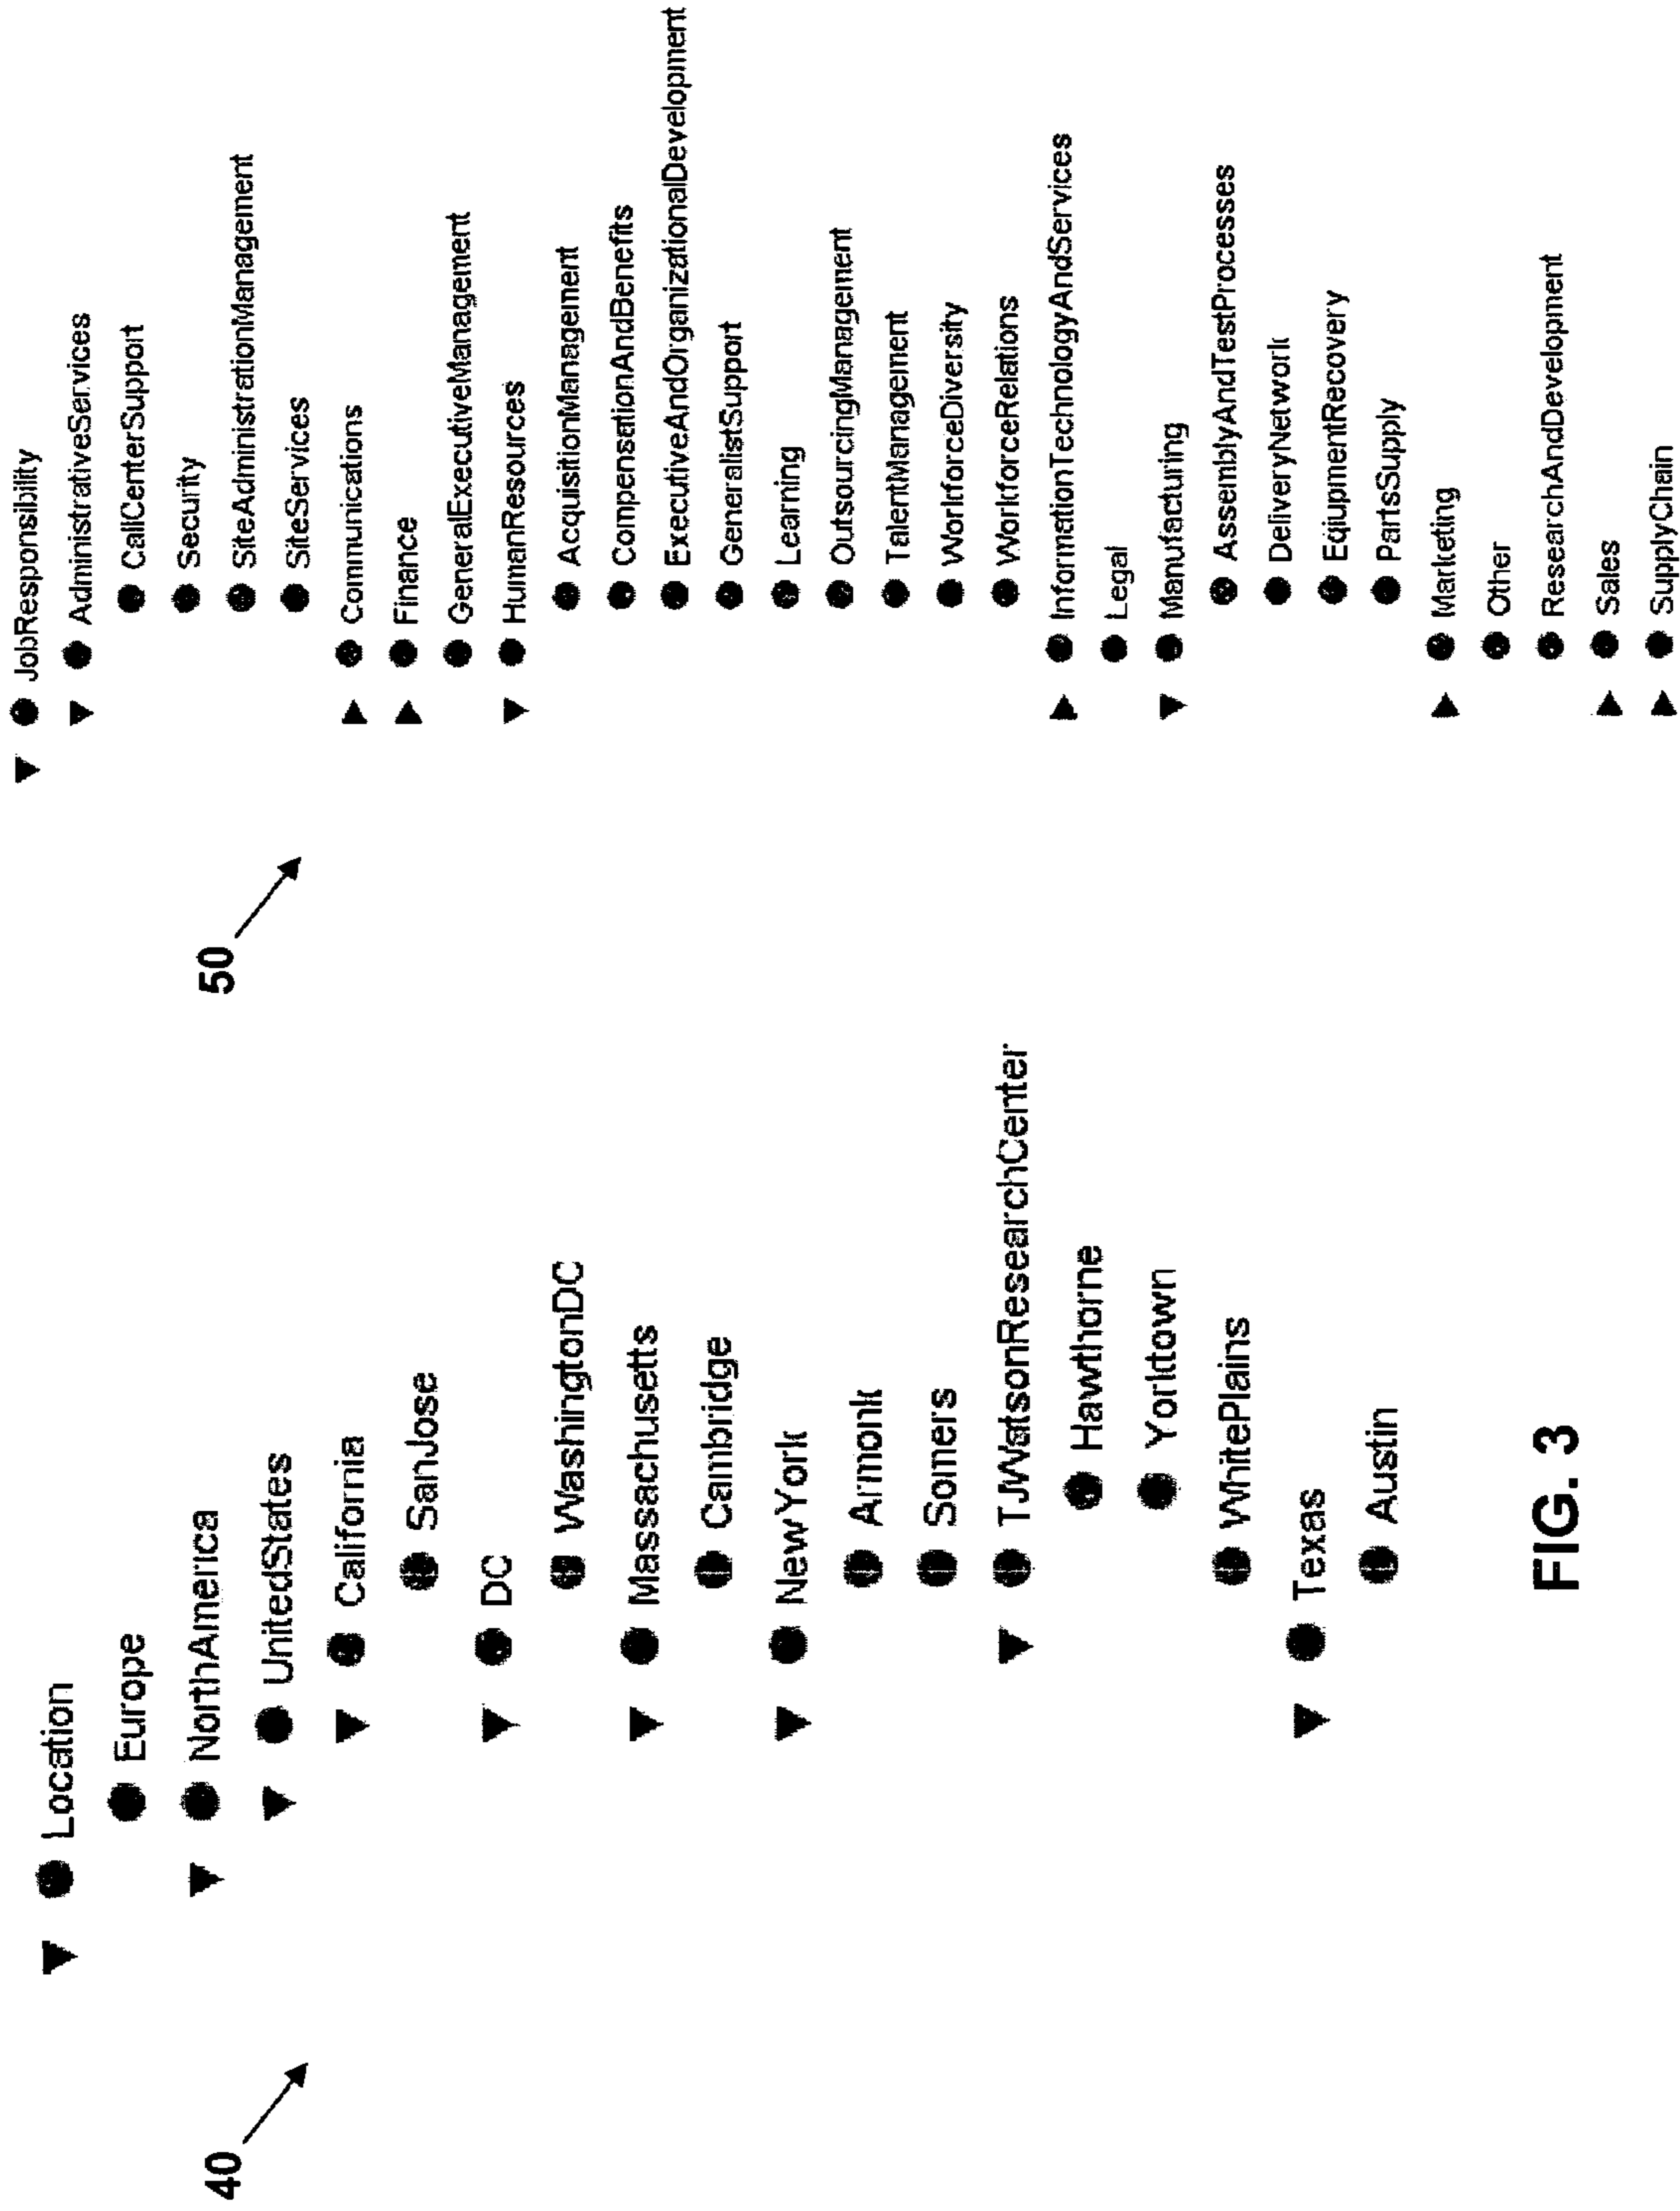 40
Location
Europe
NorthAmerica
UnitedStates
California
SanJose
DC
WashingtonDC
Massachusetts
Cambridge
NewYork
Armonk
Somers
TJWatsonResearchCenter
Hawthorne
Yorktown
WhitePlains
Texas
Austin
50
JobResponsibility
AdministrativeServices
CallCenterSupport
Security
SiteAdministrationManagement
SiteServices
Communications
Finance
GeneralExecutiveManagement
HumanResources
AcquisitionManagement
CompensationAndBenefits
ExecutiveAndOrganizationalDevelopment
GeneralistSupport
Learning
OutsourcingManagement
TalentManagement
WorkforceDiversity
WorkforceRelations
InformationTechnologyAndServices
Legal
Manufacturing
AssemblyAndTestProcesses
DeliveryNetwork
EquipmentRecovery
PartsSupply
Marketing
Other
ResearchAndDevelopment
Sales
SupplyChain
FIG. 3